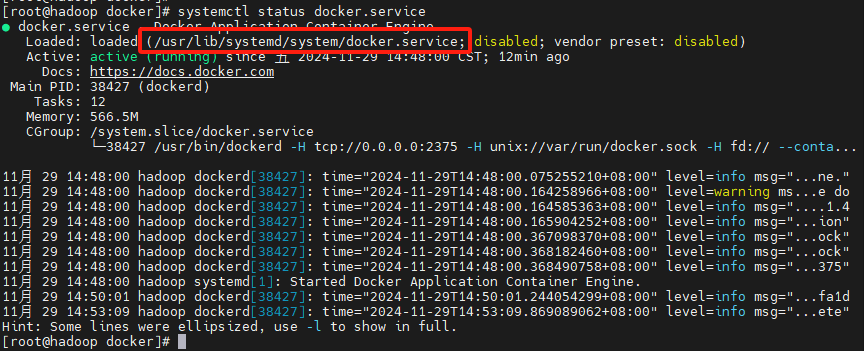 [root@hadoop docker]# systemctl status docker.service
● docker.service - Docker Application Container Engine
Loaded: loaded (/usr/lib/systemd/system/docker.service; disabled; vendor preset: disabled)
Active: active (running) since 五 2024-11-29 14:48:00 CST; 12min ago
Docs: https://docs.docker.com
Main PID: 38427 (dockerd)
Tasks: 12
Memory: 566.5M
CGroup: /system.slice/docker.service
└─38427 /usr/bin/dockerd -H tcp://0.0.0.0:2375 -H unix://var/run/docker.sock -H fd:// --conta...
11月 29 14:48:00 hadoop dockerd[38427]: time="2024-11-29T14:48:00.075255210+08:00" level=info msg="...ne."
11月 29 14:48:00 hadoop dockerd[38427]: time="2024-11-29T14:48:00.164258966+08:00" level=warning ms...e do
11月 29 14:48:00 hadoop dockerd[38427]: time="2024-11-29T14:48:00.164585363+08:00" level=info msg="....1.4
11月 29 14:48:00 hadoop dockerd[38427]: time="2024-11-29T14:48:00.165904252+08:00" level=info msg="...ion"
11月 29 14:48:00 hadoop dockerd[38427]: time="2024-11-29T14:48:00.367098370+08:00" level=info msg="...ock"
11月 29 14:48:00 hadoop dockerd[38427]: time="2024-11-29T14:48:00.368182460+08:00" level=info msg="...ock"
11月 29 14:48:00 hadoop dockerd[38427]: time="2024-11-29T14:48:00.368490758+08:00" level=info msg="...375"
11月 29 14:48:00 hadoop systemd[1]: Started Docker Application Container Engine.
11月 29 14:50:01 hadoop dockerd[38427]: time="2024-11-29T14:50:01.244054299+08:00" level=info msg="...fa1d
11月 29 14:53:09 hadoop dockerd[38427]: time="2024-11-29T14:53:09.869089062+08:00" level=info msg="...ete"
Hint: Some lines were ellipsized, use -l to show in full.
[root@hadoop docker]#